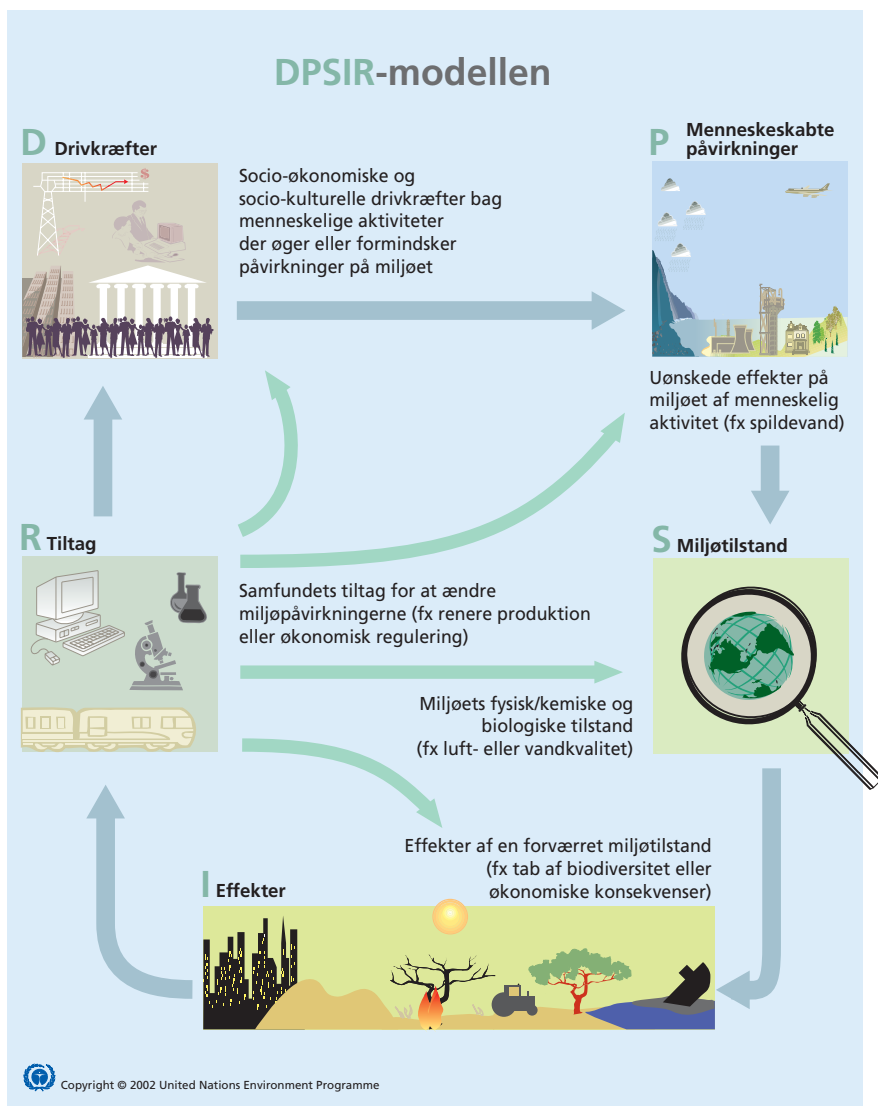 DPSIR-modellen
D Drivkræfter
Socio-økonomiske og
socio-kulturelle drivkræfter bag
menneskelige aktiviteter
der øger eller formindsker
påvirkninger på miljøet
P Menneskeskabte
påvirkninger
$
Uønskede effekter på
miljøet af menneskelig
aktivitet (fx spildevand)
R Tiltag
S Miljøtilstand
Samfundets tiltag for at ændre
miljøpåvirkningerne (fx renere produktion
eller økonomisk regulering)
Miljøets fysisk/kemiske og
biologiske tilstand
(fx luft- eller vandkvalitet)
Effekter af en forværret miljøtilstand
(fx tab af biodiversitet eller
økonomiske konsekvenser)
I Effekter
Copyright © 2002 United Nations Environment Programme